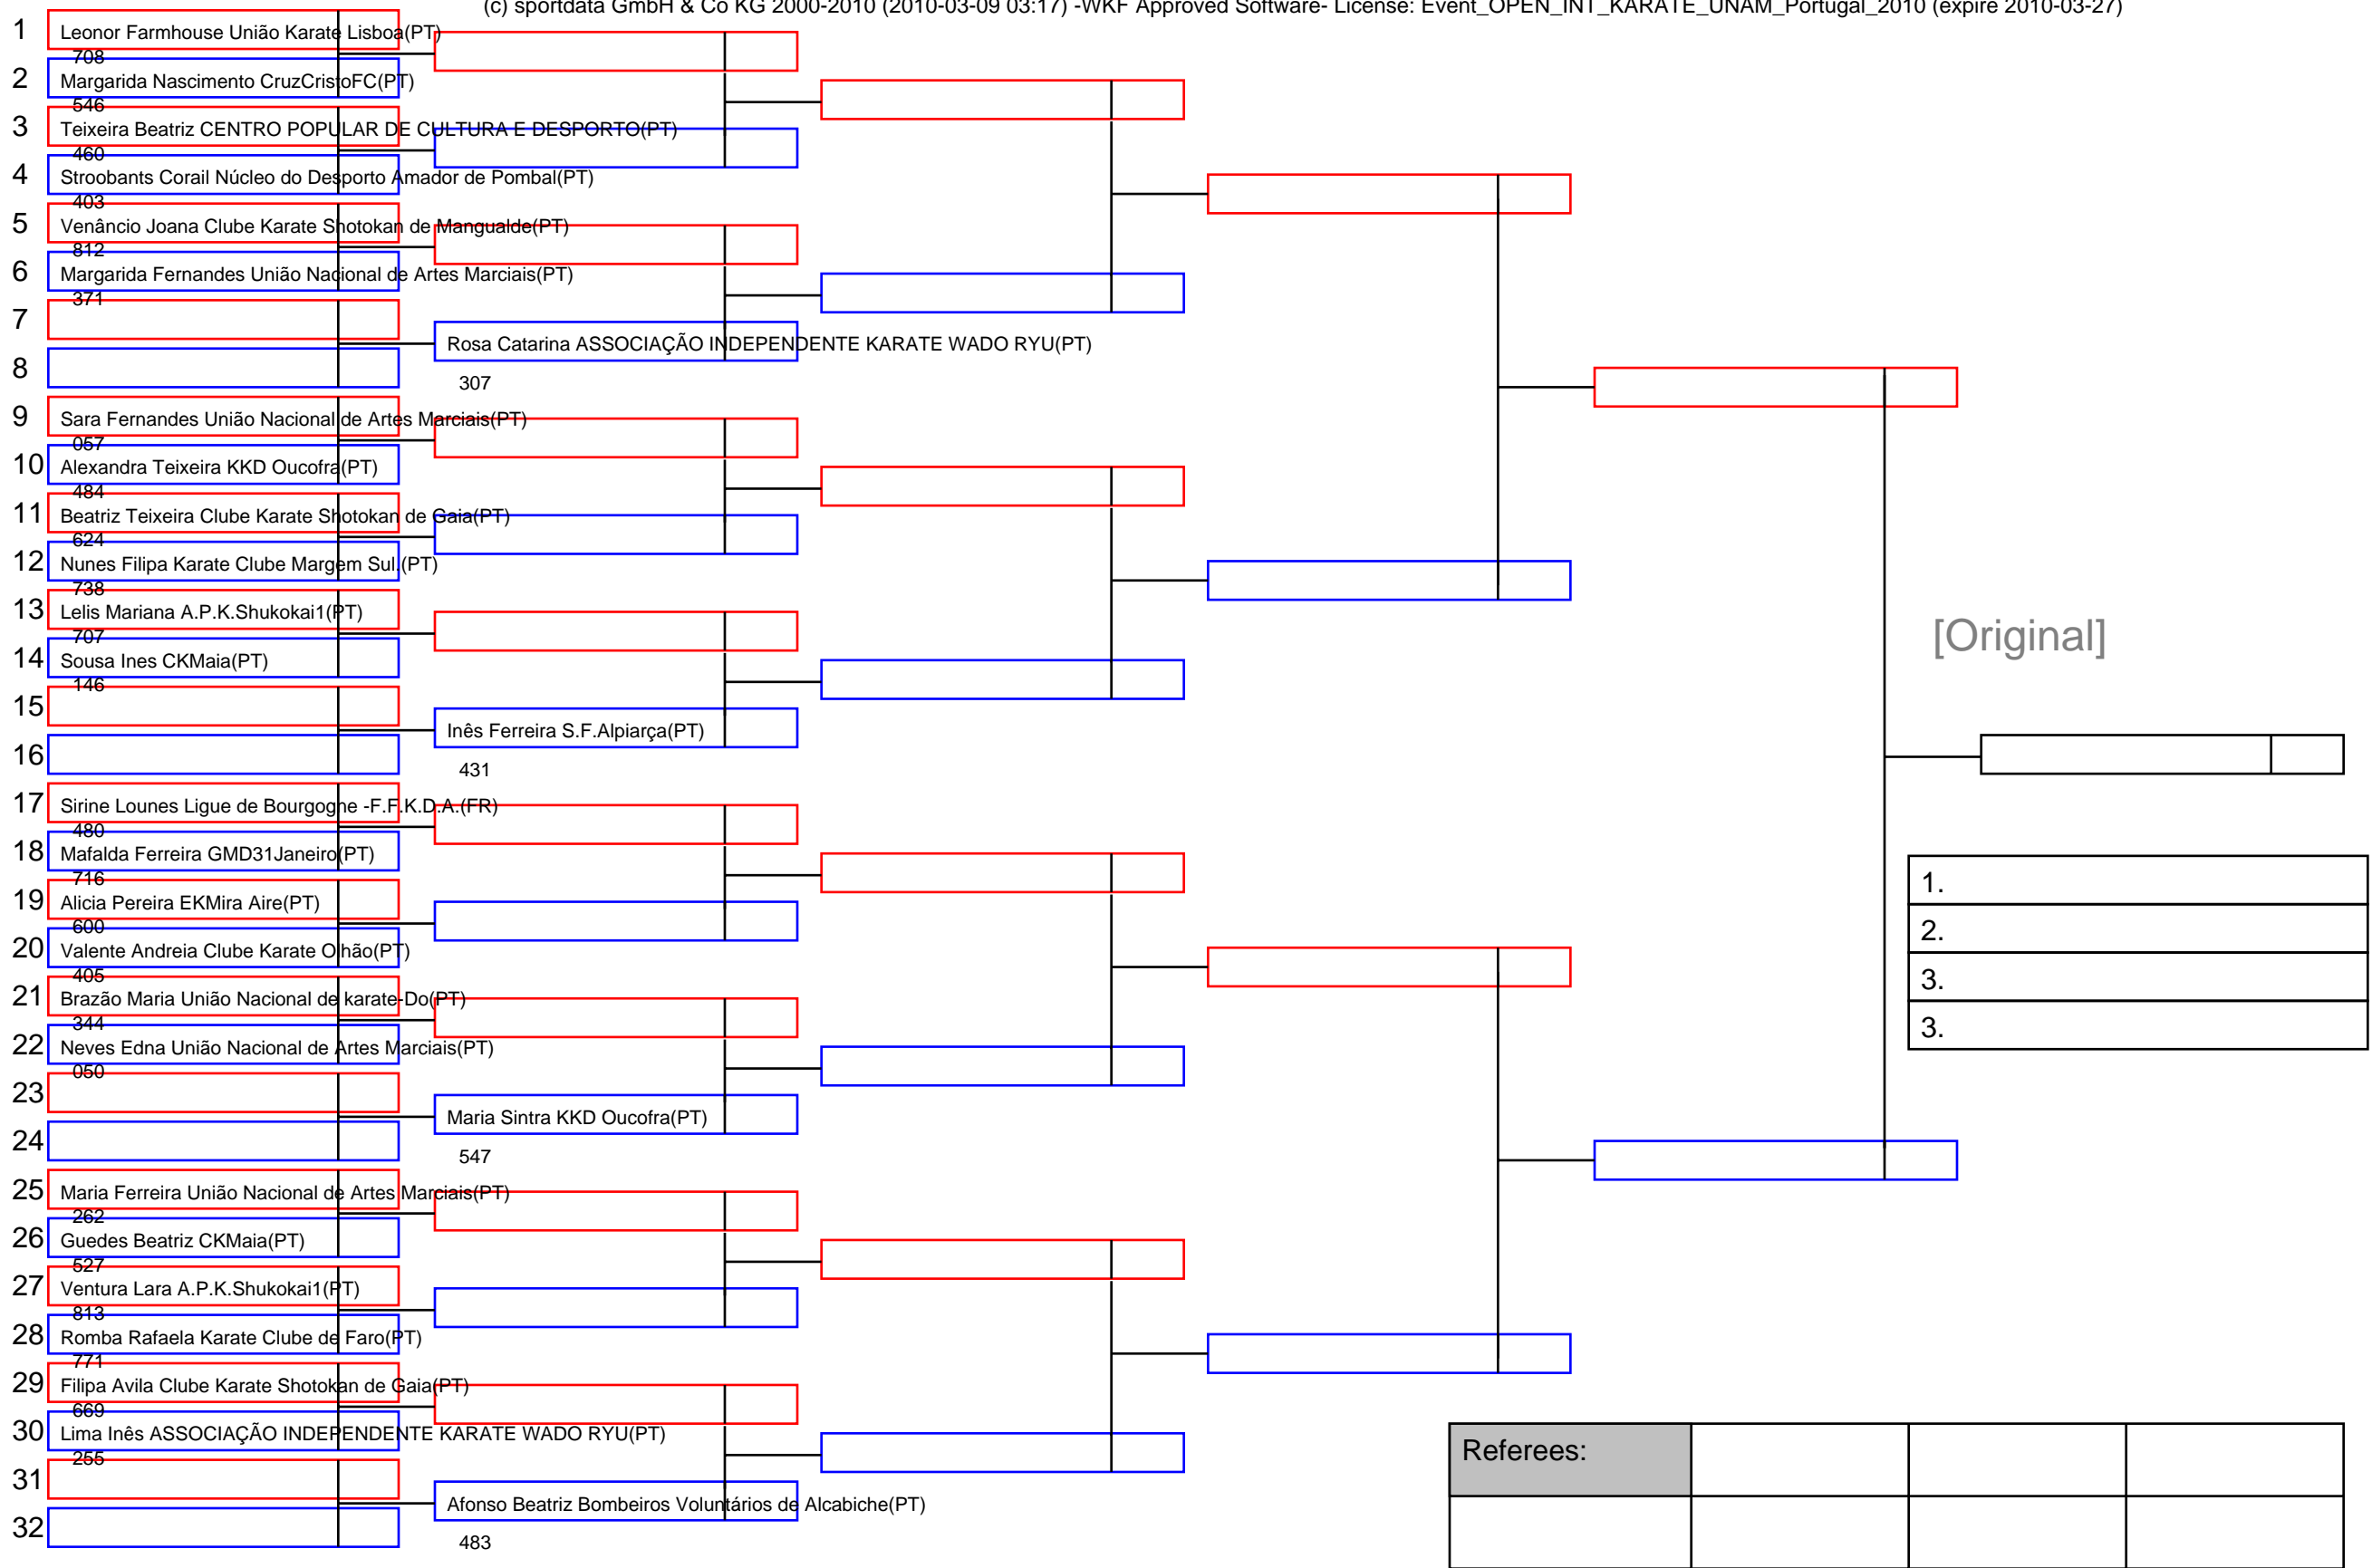 (c) sportdata GmbH & Co KG 2000-2010 (2010-03-09 03:17) -WKF Approved Software- License: Event_OPEN_INT_KARATE_UNAM_Portugal_2010 (expire 2010-03-27)
1 Leonor Farmhouse União Karate Lisboa(PT)
708
2 Margarida Nascimento CruzCristoFC(PT)
546
3 Teixeira Beatriz CENTRO POPULAR DE CULTURA E DESPORTO(PT)
460
4 Stroobants Corail Núcleo do Desporto Amador de Pombal(PT)
403
5 Venâncio Joana Clube Karate Shotokan de Mangualde(PT)
812
6 Margarida Fernandes União Nacional de Artes Marciais(PT)
371
7
Rosa Catarina ASSOCIAÇÃO INDEPENDENTE KARATE WADO RYU(PT)
8
307
9 Sara Fernandes União Nacional de Artes Marciais(PT)
057
10 Alexandra Teixeira KKD Oucofra(PT)
484
11 Beatriz Teixeira Clube Karate Shotokan de Gaia(PT)
624
12 Nunes Filipa Karate Clube Margem Sul.(PT)
738
13 Lelis Mariana A.P.K.Shukokai1(PT)
707
[Original]
14 Sousa Ines CKMaia(PT)
146
15
Inês Ferreira S.F.Alpiarça(PT)
16
431
17 Sirine Lounes Ligue de Bourgogne -F.F.K.D.A.(FR)
480
18 Mafalda Ferreira GMD31Janeiro(PT)
716
19 Alicia Pereira EKMira Aire(PT)
600
20 Valente Andreia Clube Karate Olhão(PT)
405
21 Brazão Maria União Nacional de karate-Do(PT)
344
22 Neves Edna União Nacional de Artes Marciais(PT)
050
1.
2.
3.
3.
23
Maria Sintra KKD Oucofra(PT)
24
547
25 Maria Ferreira União Nacional de Artes Marciais(PT)
262
26 Guedes Beatriz CKMaia(PT)
527
27 Ventura Lara A.P.K.Shukokai1(PT)
813
28 Romba Rafaela Karate Clube de Faro(PT)
771
29 Filipa Avila Clube Karate Shotokan de Gaia(PT)
669
30 Lima Inês ASSOCIAÇÃO INDEPENDENTE KARATE WADO RYU(PT)
255
Referees:
31
Afonso Beatriz Bombeiros Voluntários de Alcabiche(PT)
32
483